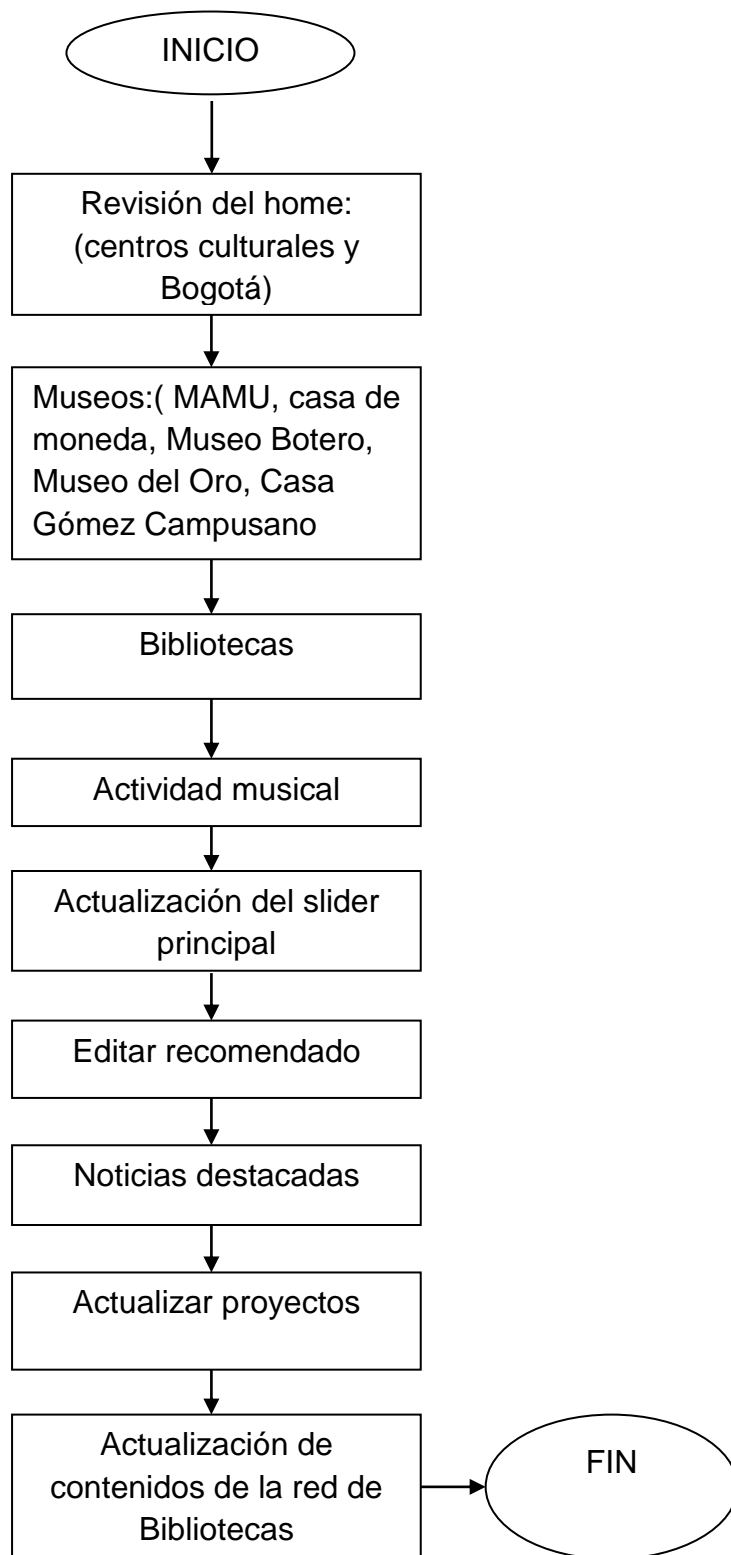 INICIO
Revisión del home:
(centros culturales y
Bogotá)
Museos:( MAMU, casa de
moneda, Museo Botero,
Museo del Oro, Casa
Gómez Campusano
Bibliotecas
Actividad musical
Actualización del slider
principal
Editar recomendado
Noticias destacadas
Actualizar proyectos
Actualización de
contenidos de la red de
Bibliotecas
FIN